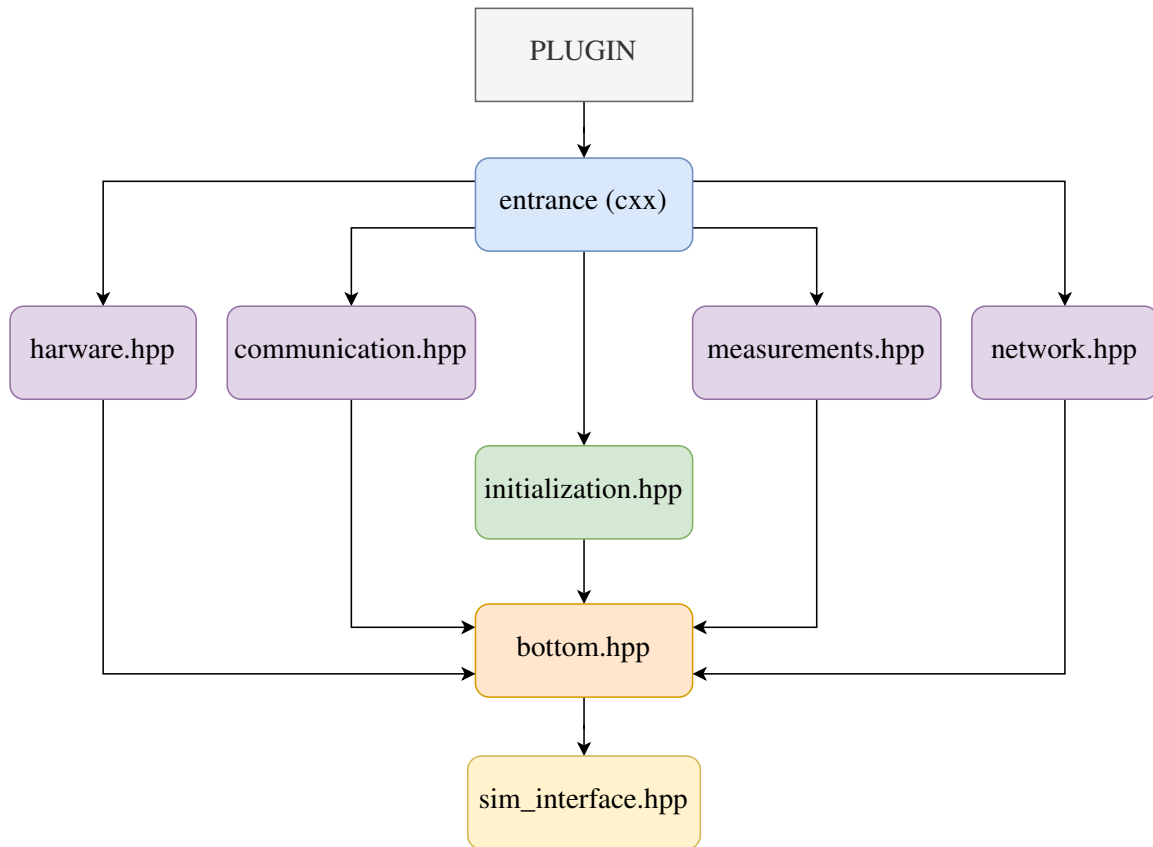 PLUGIN
entrance (cxx)
harware.hpp
communication.hpp
measurements.hpp
network.hpp
initialization.hpp
bottom.hpp
sim_interface.hpp